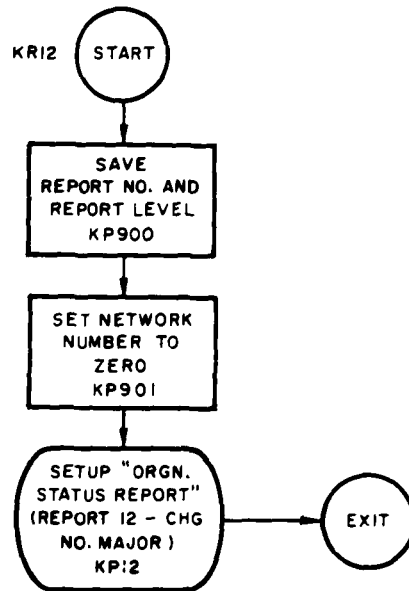 KR12
START
SAVE
REPORT NO. AND
REPORT LEVEL
KP900
SET NETWORK
NUMBER TO
ZERO
KP901
SETUP "ORGN.
STATUS REPORT"
(REPORT 12 - CHG
NO. MAJOR)
KP12
EXIT